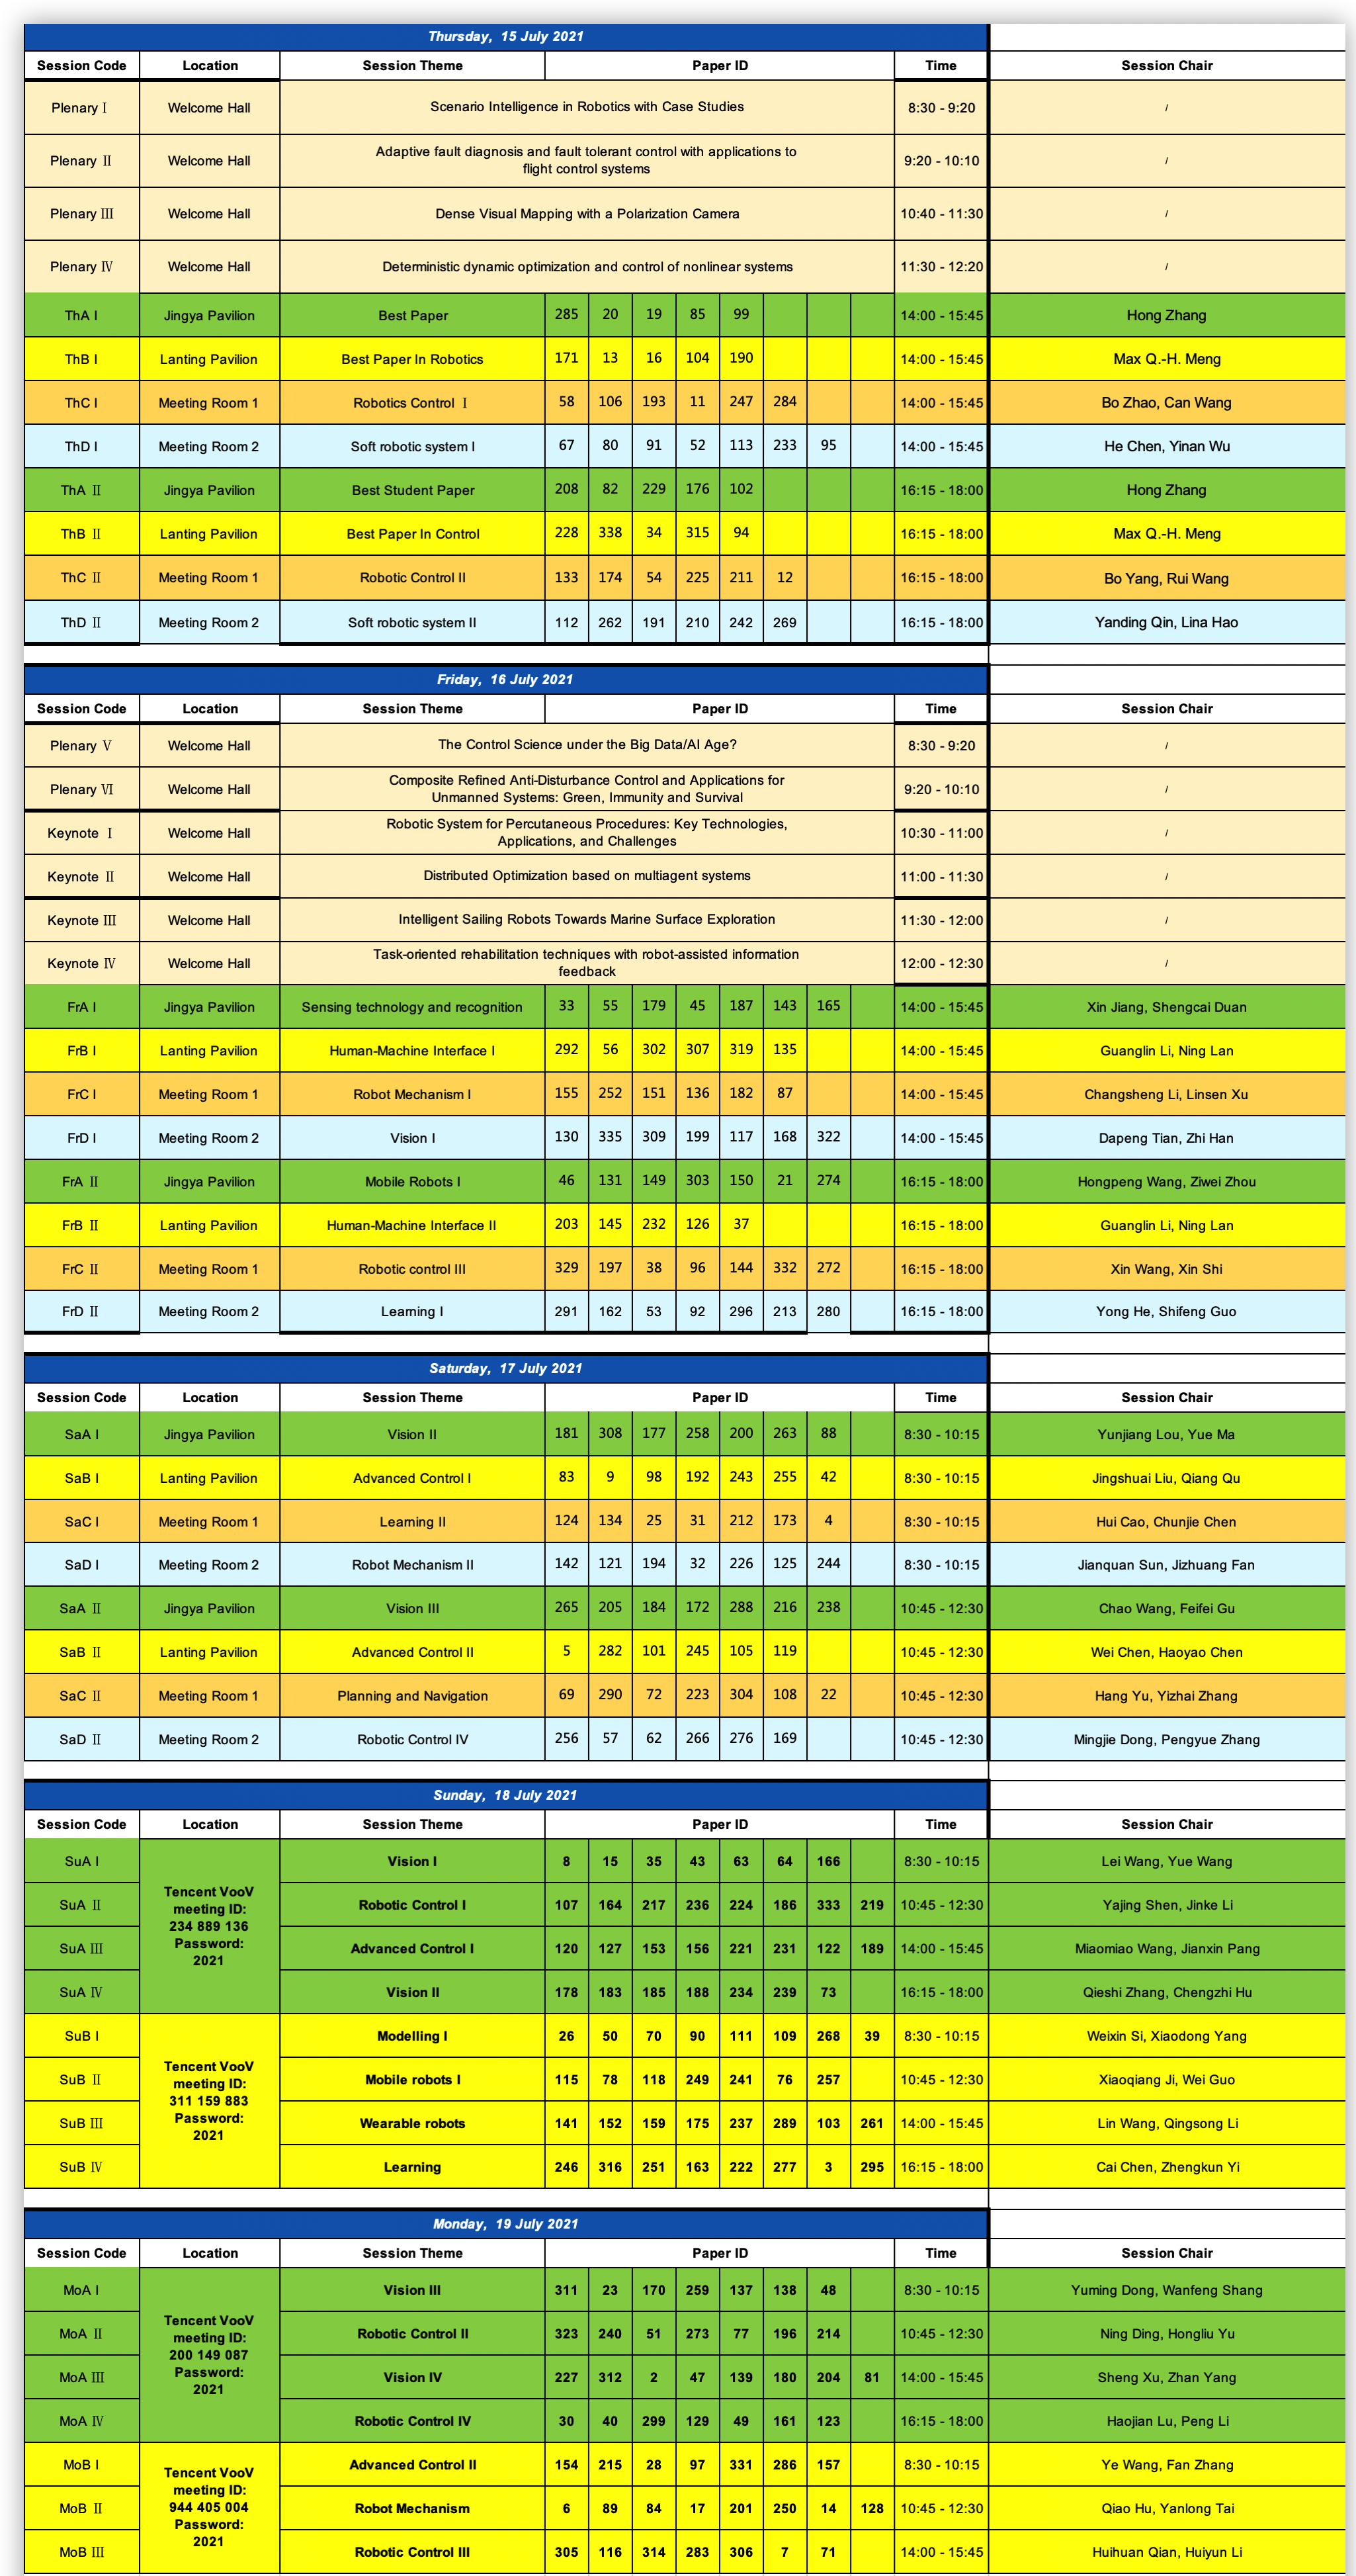 Thursday, 15 July 2021
Session Code Location Session Theme Paper ID Time Session Chair
Plenary Ⅰ Welcome Hall Scenario Intelligence in Robotics with Case Studies 8:30 - 9:20 /
Plenary Ⅱ Welcome Hall Adaptive fault diagnosis and fault tolerant control with applications to
flight control systems 9:20 - 10:10 /
Plenary Ⅲ Welcome Hall Dense Visual Mapping with a Polarization Camera 10:40 - 11:30 /
Plenary Ⅳ Welcome Hall Deterministic dynamic optimization and control of nonlinear systems 11:30 - 12:20 /
ThA I Jingya Pavilion Best Paper 285 20 19 85 99 14:00 - 15:45 Hong Zhang
ThB I Lanting Pavilion Best Paper In Robotics 171 13 16 104 190 14:00 - 15:45 Max Q.-H. Meng
ThC I Meeting Room 1 Robotics Control Ⅰ 58 106 193 11 247 284 14:00 - 15:45 Bo Zhao, Can Wang
ThD I Meeting Room 2 Soft robotic system I 67 80 91 52 113 233 95 14:00 - 15:45 He Chen, Yinan Wu
ThA Ⅱ Jingya Pavilion Best Student Paper 208 82 229 176 102 16:15 - 18:00 Hong Zhang
ThB Ⅱ Lanting Pavilion Best Paper In Control 228 338 34 315 94 16:15 - 18:00 Max Q.-H. Meng
ThC Ⅱ Meeting Room 1 Robotic Control II 133 174 54 225 211 12 16:15 - 18:00 Bo Yang, Rui Wang
ThD Ⅱ Meeting Room 2 Soft robotic system II 112 262 191 210 242 269 16:15 - 18:00 Yanding Qin, Lina Hao
Friday, 16 July 2021
Session Code Location Session Theme Paper ID Time Session Chair
Plenary Ⅴ Welcome Hall The Control Science under the Big Data/AI Age? 8:30 - 9:20 /
Plenary Ⅵ Welcome Hall Composite Refined Anti-Disturbance Control and Applications for
Unmanned Systems: Green, Immunity and Survival 9:20 - 10:10 /
Keynote Ⅰ Welcome Hall Robotic System for Percutaneous Procedures: Key Technologies,
Applications, and Challenges 10:30 - 11:00 /
Keynote Ⅱ Welcome Hall Distributed Optimization based on multiagent systems 11:00 - 11:30 /
Keynote Ⅲ Welcome Hall Intelligent Sailing Robots Towards Marine Surface Exploration 11:30 - 12:00 /
Keynote Ⅳ Welcome Hall Task-oriented rehabilitation techniques with robot-assisted information
feedback 12:00 - 12:30 /
FrA I Jingya Pavilion Sensing technology and recognition 33 55 179 45 187 143 165 14:00 - 15:45 Xin Jiang, Shengcai Duan
FrB I Lanting Pavilion Human-Machine Interface I 292 56 302 307 319 135 14:00 - 15:45 Guanglin Li, Ning Lan
FrC I Meeting Room 1 Robot Mechanism I 155 252 151 136 182 87 14:00 - 15:45 Changsheng Li, Linsen Xu
FrD I Meeting Room 2 Vision I 130 335 309 199 117 168 322 14:00 - 15:45 Dapeng Tian, Zhi Han
FrA Ⅱ Jingya Pavilion Mobile Robots I 46 131 149 303 150 21 274 16:15 - 18:00 Hongpeng Wang, Ziwei Zhou
FrB Ⅱ Lanting Pavilion Human-Machine Interface II 203 145 232 126 37 16:15 - 18:00 Guanglin Li, Ning Lan
FrC Ⅱ Meeting Room 1 Robotic control III 329 197 38 96 144 332 272 16:15 - 18:00 Xin Wang, Xin Shi
FrD Ⅱ Meeting Room 2 Learning I 291 162 53 92 296 213 280 16:15 - 18:00 Yong He, Shifeng Guo
Saturday, 17 July 2021
Session Code Location Session Theme Paper ID Time Session Chair
SaA I Jingya Pavilion Vision II 181 308 177 258 200 263 88 8:30 - 10:15 Yunjiang Lou, Yue Ma
SaB I Lanting Pavilion Advanced Control I 83 9 98 192 243 255 42 8:30 - 10:15 Jingshuai Liu, Qiang Qu
SaC I Meeting Room 1 Learning II 124 134 25 31 212 173 4 8:30 - 10:15 Hui Cao, Chunjie Chen
SaD I Meeting Room 2 Robot Mechanism II 142 121 194 32 226 125 244 8:30 - 10:15 Jianquan Sun, Jizhuang Fan
SaA Ⅱ Jingya Pavilion Vision III 265 205 184 172 288 216 238 10:45 - 12:30 Chao Wang, Feifei Gu
SaB Ⅱ Lanting Pavilion Advanced Control II 5 282 101 245 105 119 10:45 - 12:30 Wei Chen, Haoyao Chen
SaC Ⅱ Meeting Room 1 Planning and Navigation 69 290 72 223 304 108 22 10:45 - 12:30 Hang Yu, Yizhai Zhang
SaD Ⅱ Meeting Room 2 Robotic Control IV 256 57 62 266 276 169 10:45 - 12:30 Mingjie Dong, Pengyue Zhang
Sunday, 18 July 2021
Session Code Location Session Theme Paper ID Time Session Chair
Tencent VooV
meeting ID:
234 889 136
Password:
2021
SuA I Vision I 8 15 35 43 63 64 166 8:30 - 10:15 Lei Wang, Yue Wang
SuA Ⅱ Robotic Control I 107 164 217 236 224 186 333 219 10:45 - 12:30 Yajing Shen, Jinke Li
SuA Ⅲ Advanced Control I 120 127 153 156 221 231 122 189 14:00 - 15:45 Miaomiao Wang, Jianxin Pang
SuA Ⅳ Vision II 178 183 185 188 234 239 73 16:15 - 18:00 Qieshi Zhang, Chengzhi Hu
Tencent VooV
meeting ID:
311 159 883
Password:
2021
SuB I Modelling I 26 50 70 90 111 109 268 39 8:30 - 10:15 Weixin Si, Xiaodong Yang
SuB Ⅱ Mobile robots I 115 78 118 249 241 76 257 10:45 - 12:30 Xiaoqiang Ji, Wei Guo
SuB Ⅲ Wearable robots 141 152 159 175 237 289 103 261 14:00 - 15:45 Lin Wang, Qingsong Li
SuB Ⅳ Learning 246 316 251 163 222 277 3 295 16:15 - 18:00 Cai Chen, Zhengkun Yi
Monday, 19 July 2021
Session Code Location Session Theme Paper ID Time Session Chair
Tencent VooV
meeting ID:
200 149 087
Password:
2021
MoA I Vision III 311 23 170 259 137 138 48 8:30 - 10:15 Yuming Dong, Wanfeng Shang
MoA Ⅱ Robotic Control II 323 240 51 273 77 196 214 10:45 - 12:30 Ning Ding, Hongliu Yu
MoA Ⅲ Vision IV 227 312 2 47 139 180 204 81 14:00 - 15:45 Sheng Xu, Zhan Yang
MoA Ⅳ Robotic Control IV 30 40 299 129 49 161 123 16:15 - 18:00 Haojian Lu, Peng Li
Tencent VooV
meeting ID:
944 405 004
Password:
2021
MoB I Advanced Control II 154 215 28 97 331 286 157 8:30 - 10:15 Ye Wang, Fan Zhang
MoB Ⅱ Robot Mechanism 6 89 84 17 201 250 14 128 10:45 - 12:30 Qiao Hu, Yanlong Tai
MoB Ⅲ Robotic Control III 305 116 314 283 306 7 71 14:00 - 15:45 Huihuan Qian, Huiyun Li